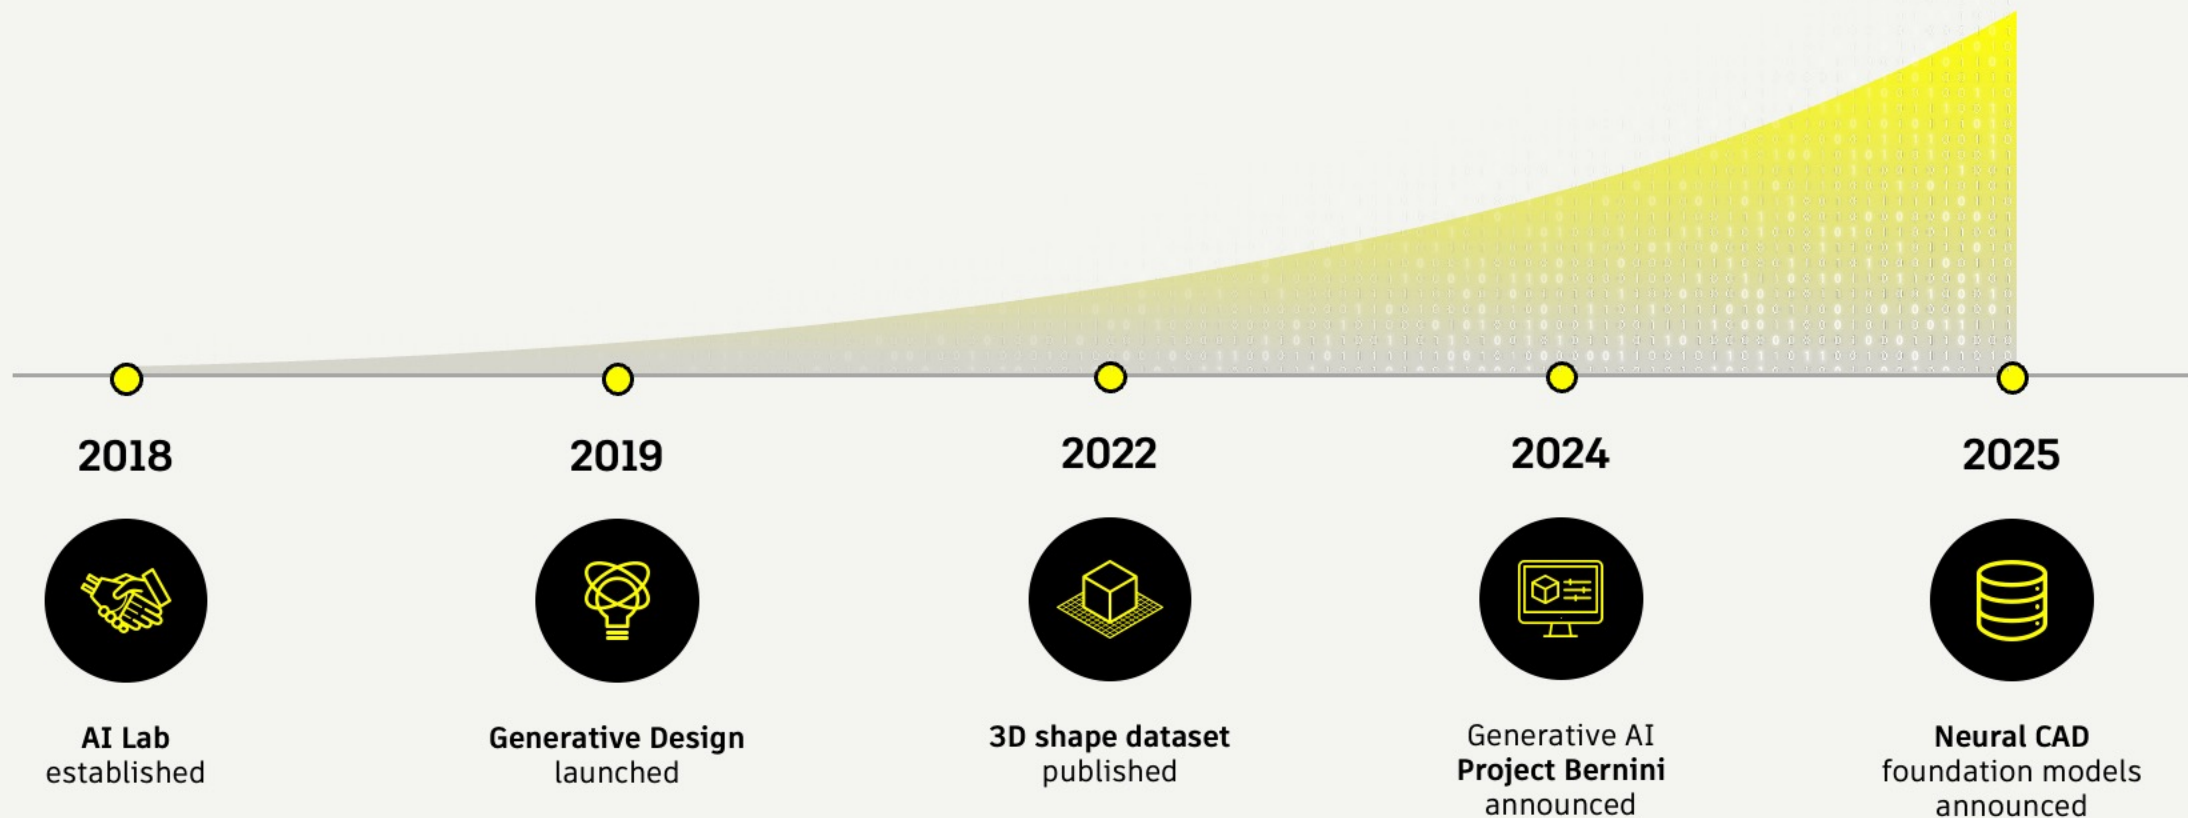 2018
2019
2022
2024
2025
AI Lab
established
Generative Design
launched
3D shape dataset
published
Generative AI
Project Bernini
announced
Neural CAD
foundation models
announced